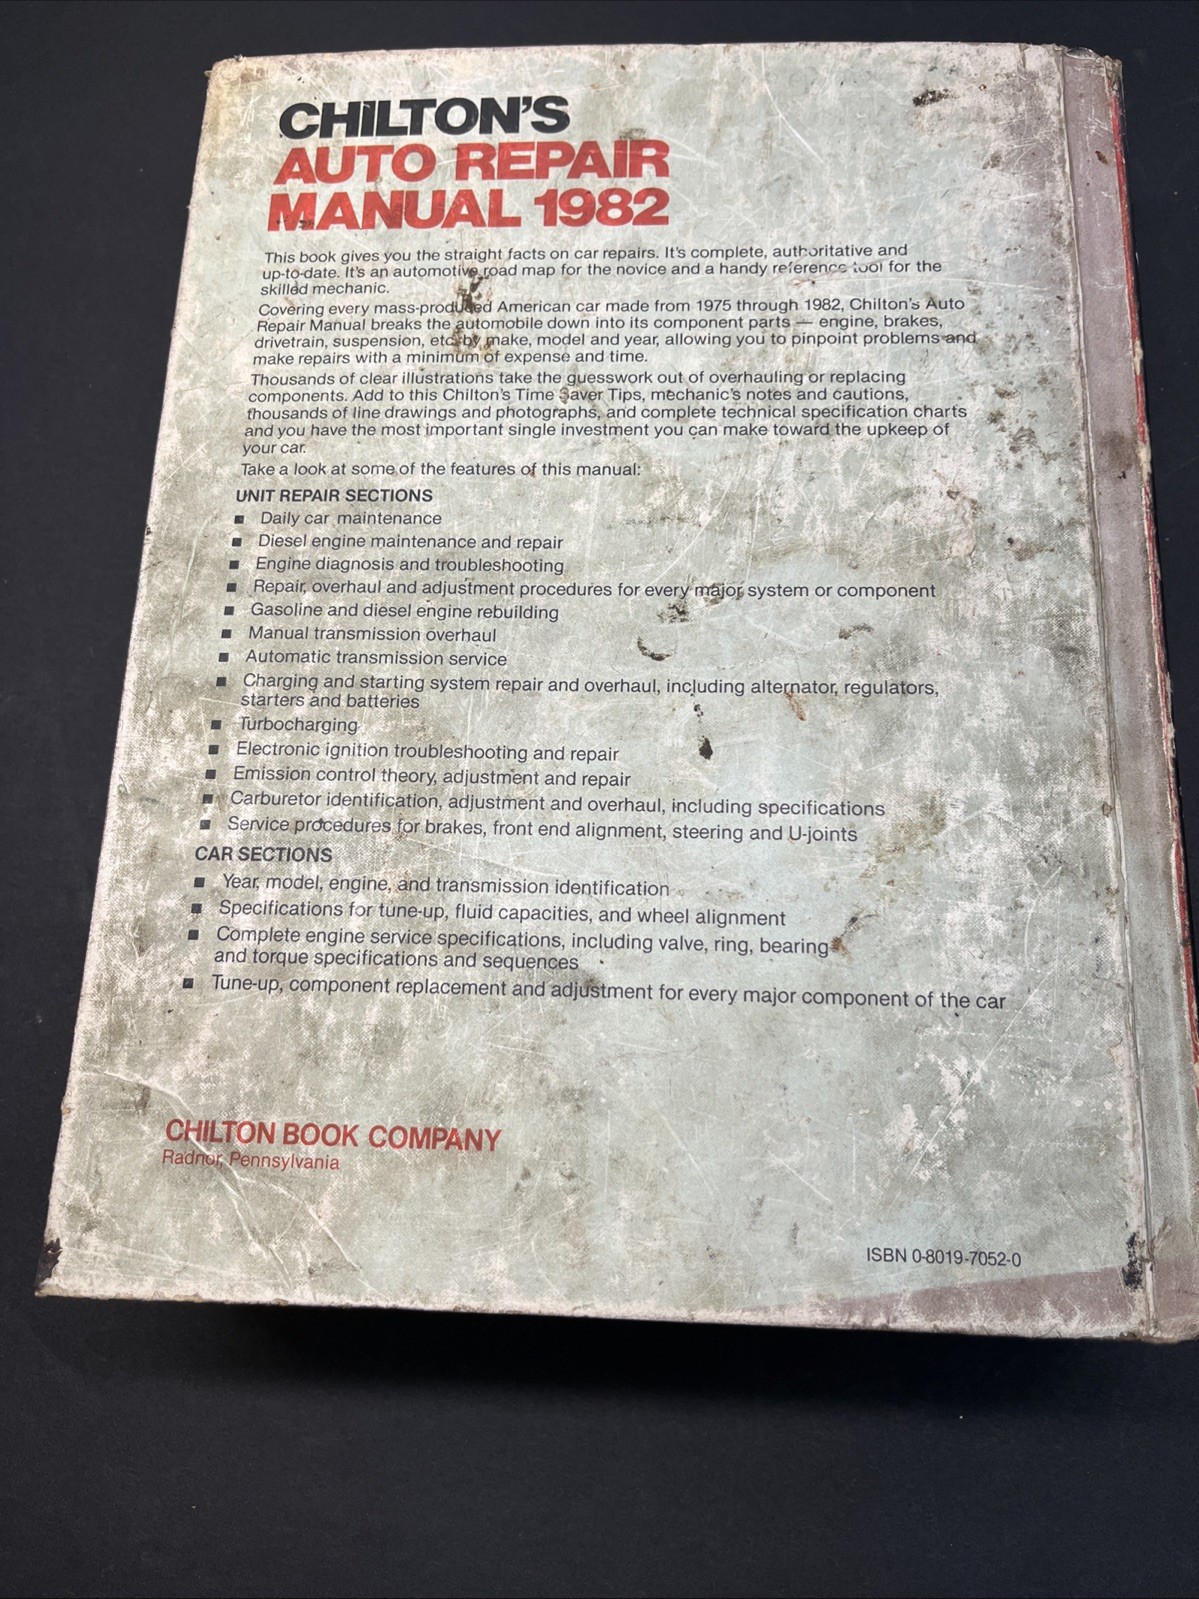 CHILTON'S
AUTO REPAIR
MANUAL 1982
This book gives you the straight facts on car repairs. It's complete, authoritative and
up-to-date. It's an automotive road map for the novice and a handy reference tool for the
skilled mechanic.
Covering every mass-produced American car made from 1975 through 1982, Chilton's Auto
Repair Manual breaks the automobile down into its component parts — engine, brakes,
drivetrain, suspension, etc. by make, model and year, allowing you to pinpoint problems and
make repairs with a minimum of expense and time.
Thousands of clear illustrations take the guesswork out of overhauling or replacing
components. Add to this Chilton's Time Saver Tips, mechanic's notes and cautions,
thousands of line drawings and photographs, and complete technical specification charts
and you have the most important single investment you can make toward the upkeep of
your car.
Take a look at some of the features of this manual:
UNIT REPAIR SECTIONS
■ Daily car maintenance
■ Diesel engine maintenance and repair
■ Engine diagnosis and troubleshooting
■ Repair, overhaul and adjustment procedures for every major system or component
■ Gasoline and diesel engine rebuilding
■ Manual transmission overhaul
■ Automatic transmission service
■ Charging and starting system repair and overhaul, including alternator, regulators,
starters and batteries
■ Turbocharging
■ Electronic ignition troubleshooting and repair
■ Emission control theory, adjustment and repair
■ Carburetor identification, adjustment and overhaul, including specifications
■ Service procedures for brakes, front end alignment, steering and U-joints
CAR SECTIONS
■ Year, model, engine, and transmission identification
■ Specifications for tune-up, fluid capacities, and wheel alignment
■ Complete engine service specifications, including valve, ring, bearing
and torque specifications and sequences
■ Tune-up, component replacement and adjustment for every major component of the car
CHILTON BOOK COMPANY
Radnor, Pennsylvania
ISBN 0-8019-7052-0